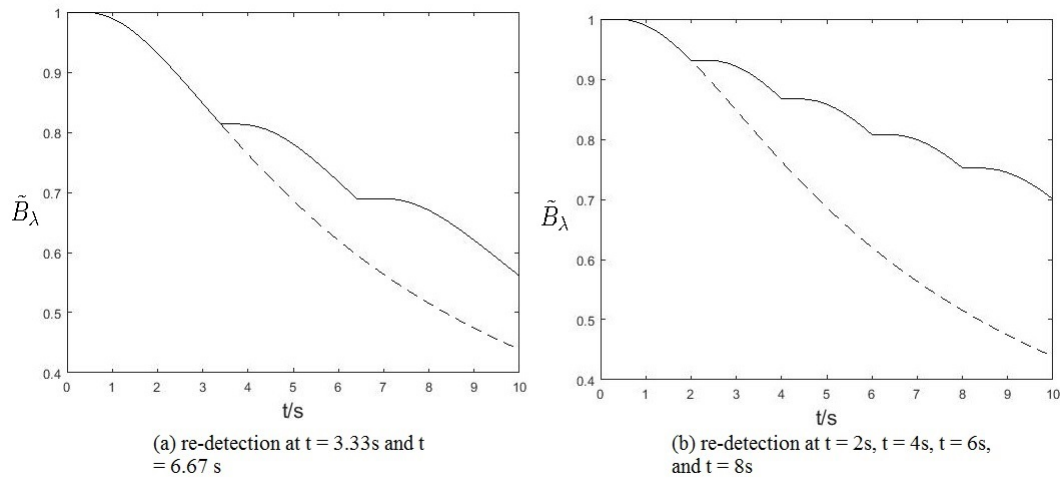 1
0.9
0.8
0.7
0.6
0.5
0.4
B̃λ
0 1 2 3 4 5 6 7 8 9 10
t/s
(a) re-detection at t = 3.33s and t
= 6.67 s
1
0.9
0.8
0.7
0.6
0.5
0.4
B̃λ
0 1 2 3 4 5 6 7 8 9 10
t/s
(b) re-detection at t = 2s, t = 4s, t = 6s,
and t = 8s